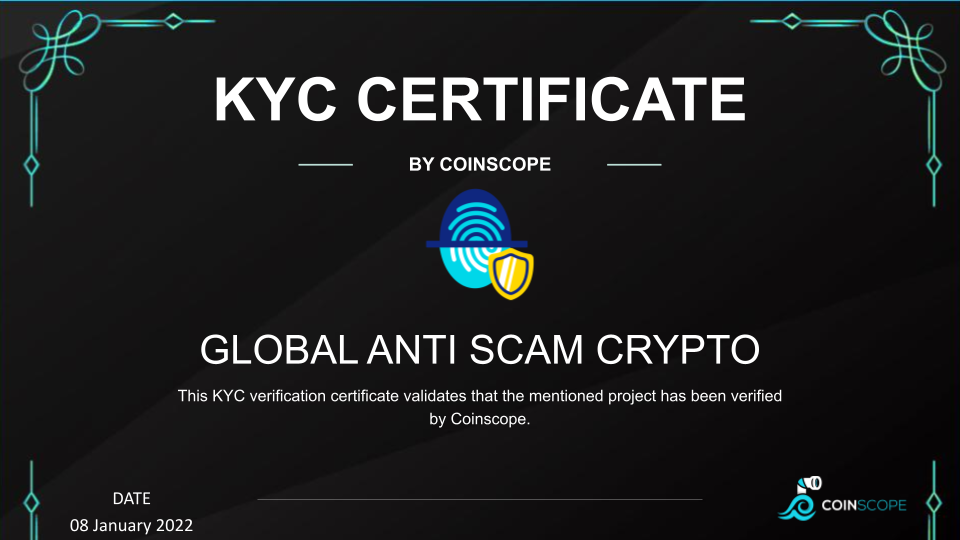 KYC CERTIFICATE
BY COINSCOPE
GLOBAL ANTI SCAM CRYPTO
This KYC verification certificate validates that the mentioned project has been verified
by Coinscope.
DATE
08 January 2022
COINSCOPE